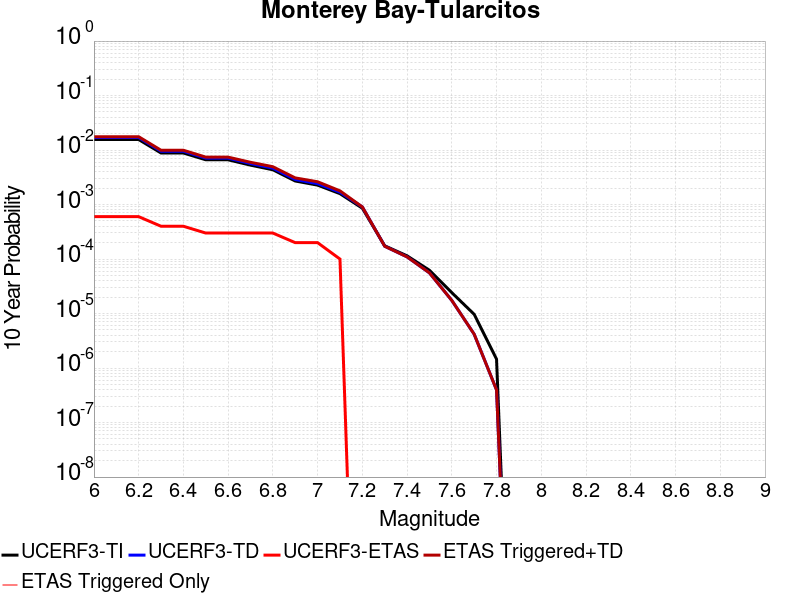 Monterey Bay-Tularcitos
10 0
10 -1
10 -2
10 -3
10 -4
10 -5
10 -6
10 -7
10 -8
10 Year Probability
6 6.2 6.4 6.6 6.8 7 7.2 7.4 7.6 7.8 8 8.2 8.4 8.6 8.8 9
Magnitude
UCERF3-TI UCERF3-TD UCERF3-ETAS ETAS Triggered+TD
ETAS Triggered Only